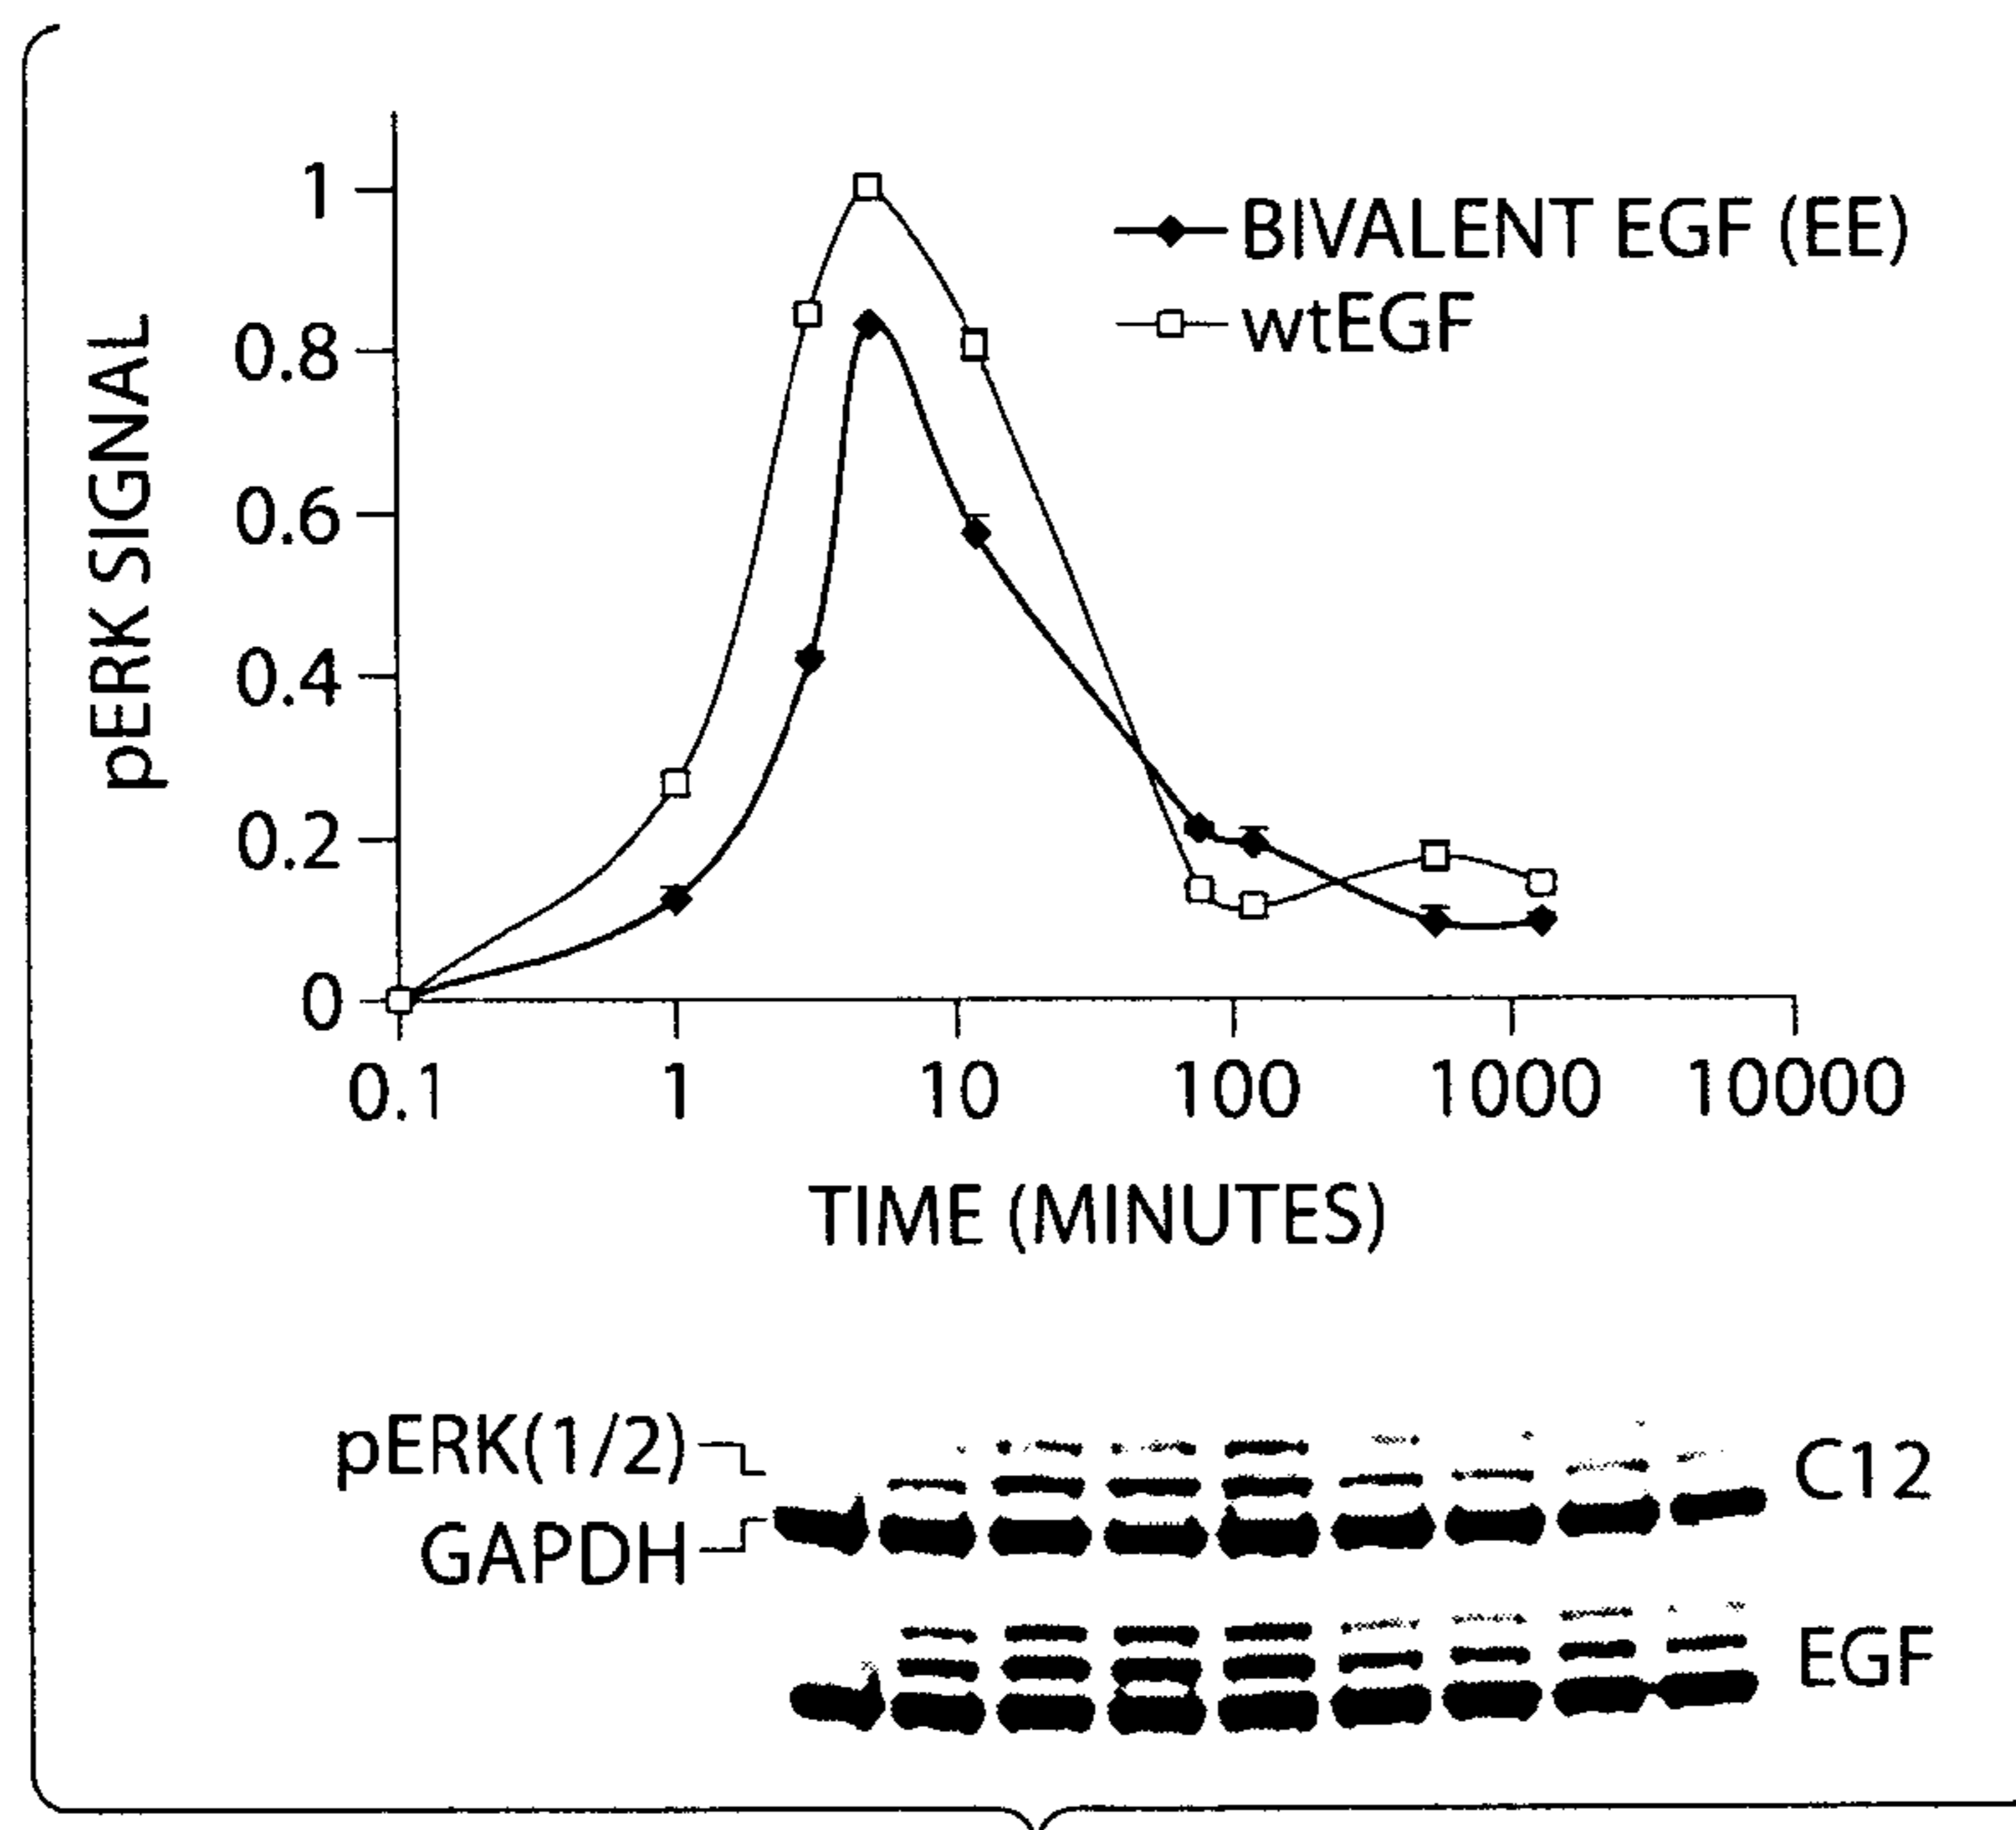 BIVALENT EGF (EE)
wtEGF
pERK SIGNAL
1
0.8
0.6
0.4
0.2
0
0.1 1 10 100 1000 10000
TIME (MINUTES)
pERK(1/2)
GAPDH
C12
EGF